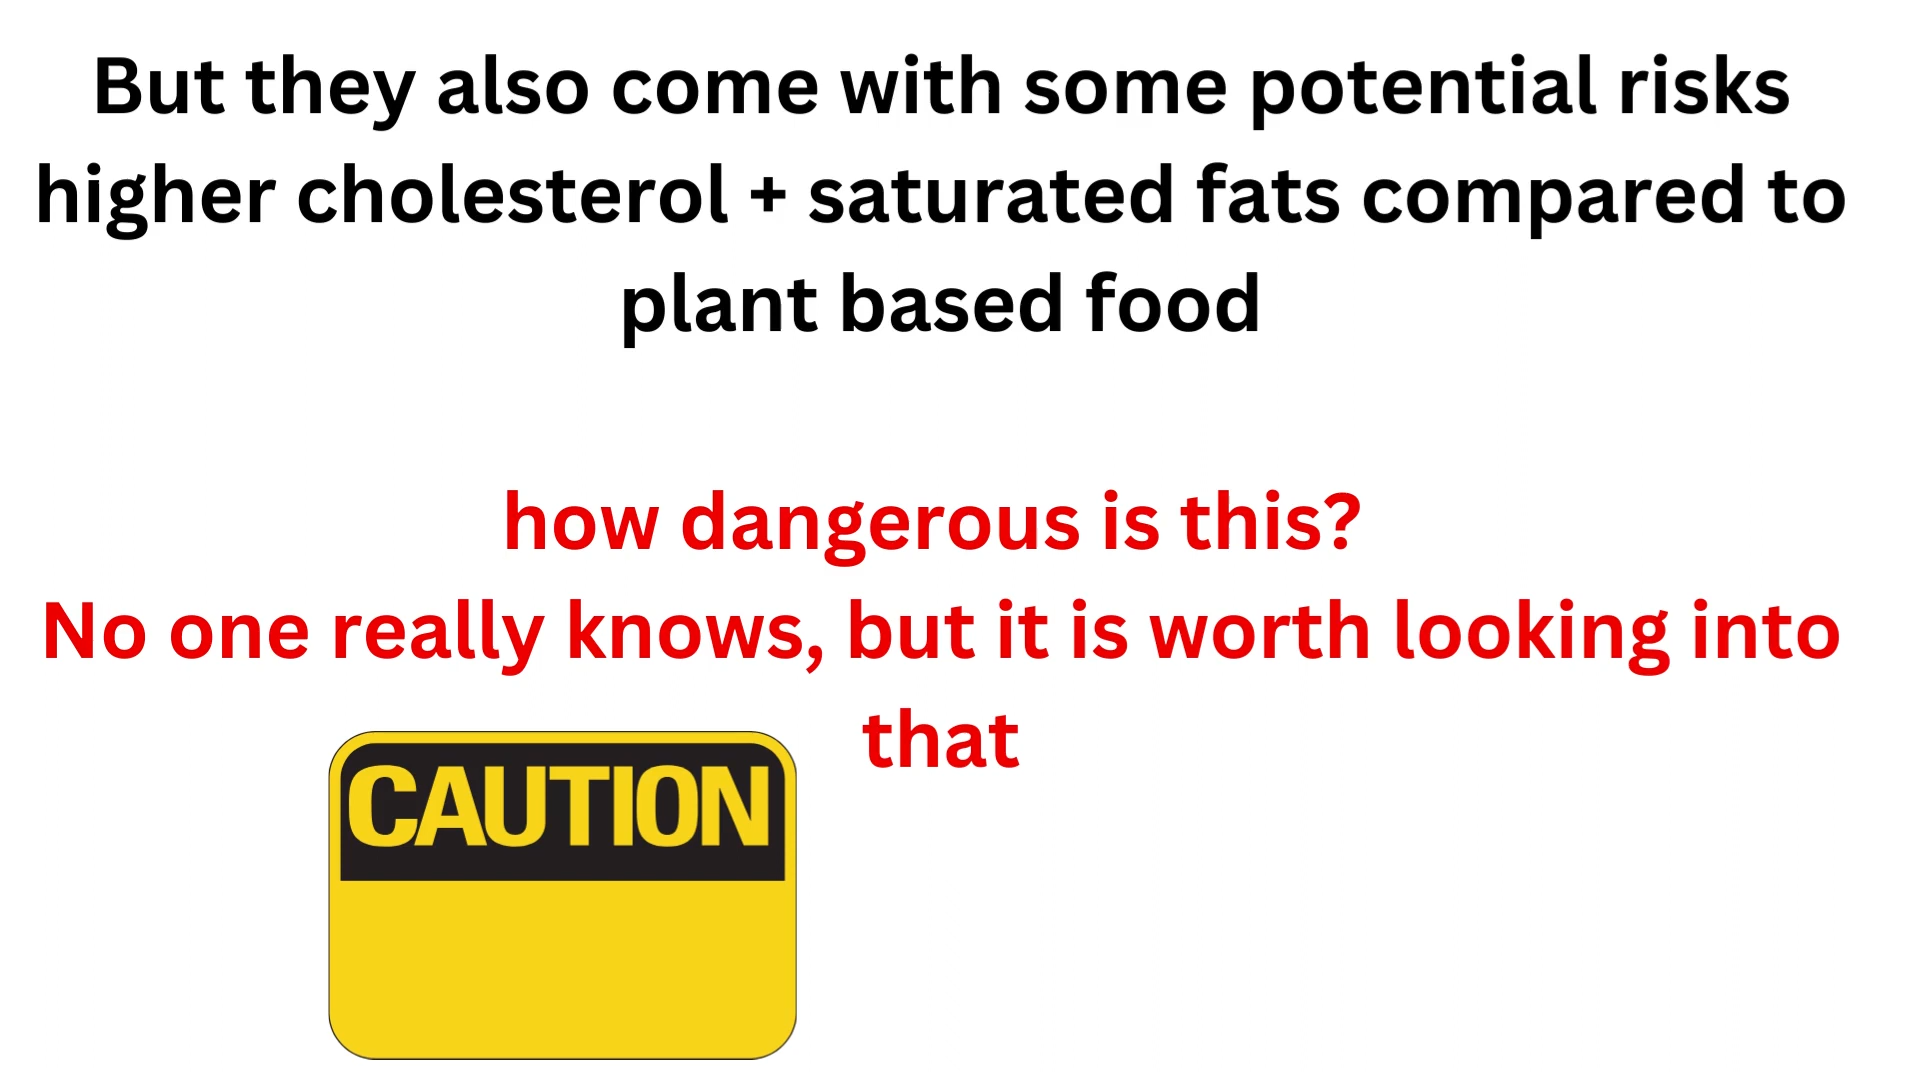 But they also come with some potential risks
higher cholesterol + saturated fats compared to
plant based food
how dangerous is this?
No one really knows, but it is worth looking into
that
CAUTION